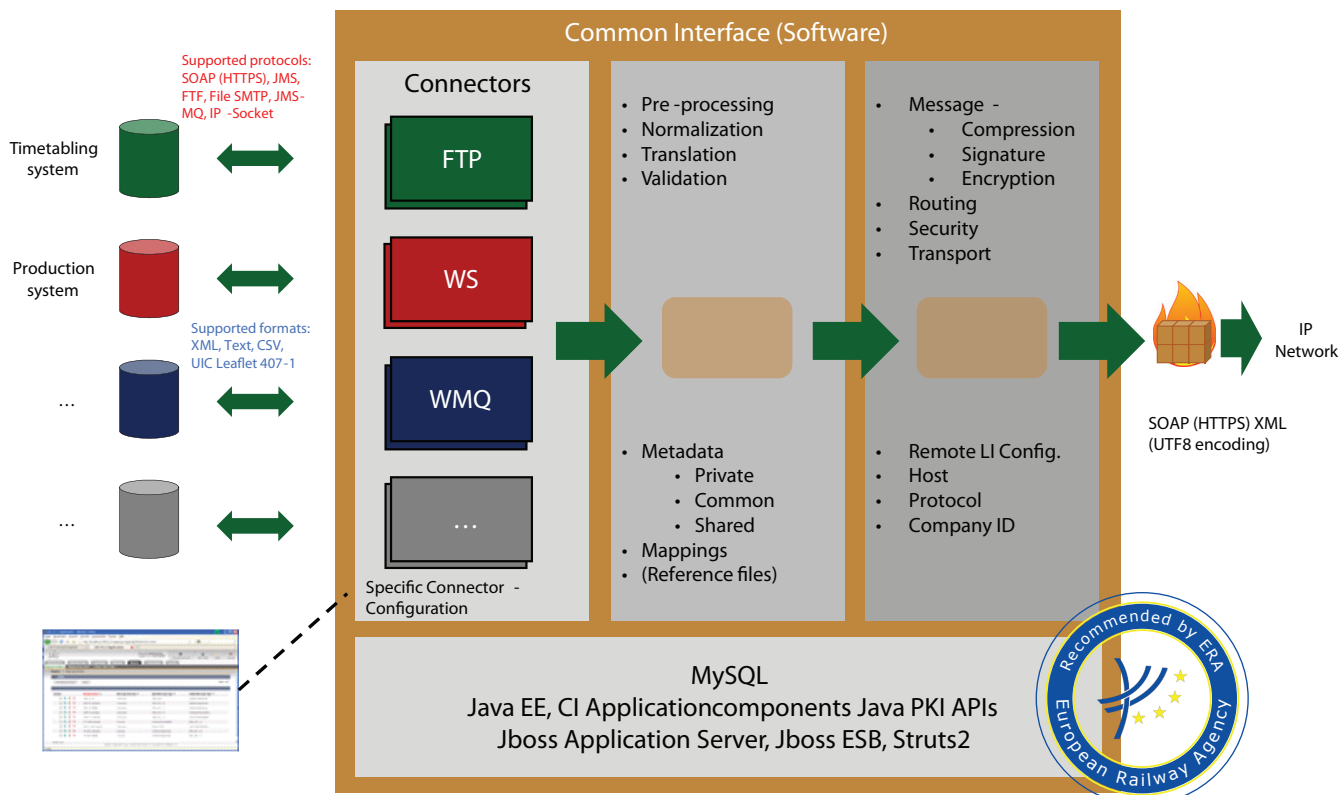 Common Interface (Software)
Supported protocols:
SOAP (HTTPS), JMS,
FTF, File SMTP, JMS-
MQ, IP -Socket
Timetabling
system
Production
system
Supported formats:
XML, Text, CSV,
UIC Leaflet 407-1
...
...
Connectors
FTP
WS
WMQ
...
Specific Connector -
Configuration
• Pre -processing
• Normalization
• Translation
• Validation
• Metadata
• Private
• Common
• Shared
• Mappings
• (Reference files)
• Message -
• Compression
• Signature
• Encryption
• Routing
• Security
• Transport
• Remote LI Config.
• Host
• Protocol
• Company ID
IP
Network
SOAP (HTTPS) XML
(UTF8 encoding)
MySQL
Java EE, CI Applicationcomponents Java PKI APIs
Jboss Application Server, Jboss ESB, Struts2
Recommended by ERA
European Railway Agency